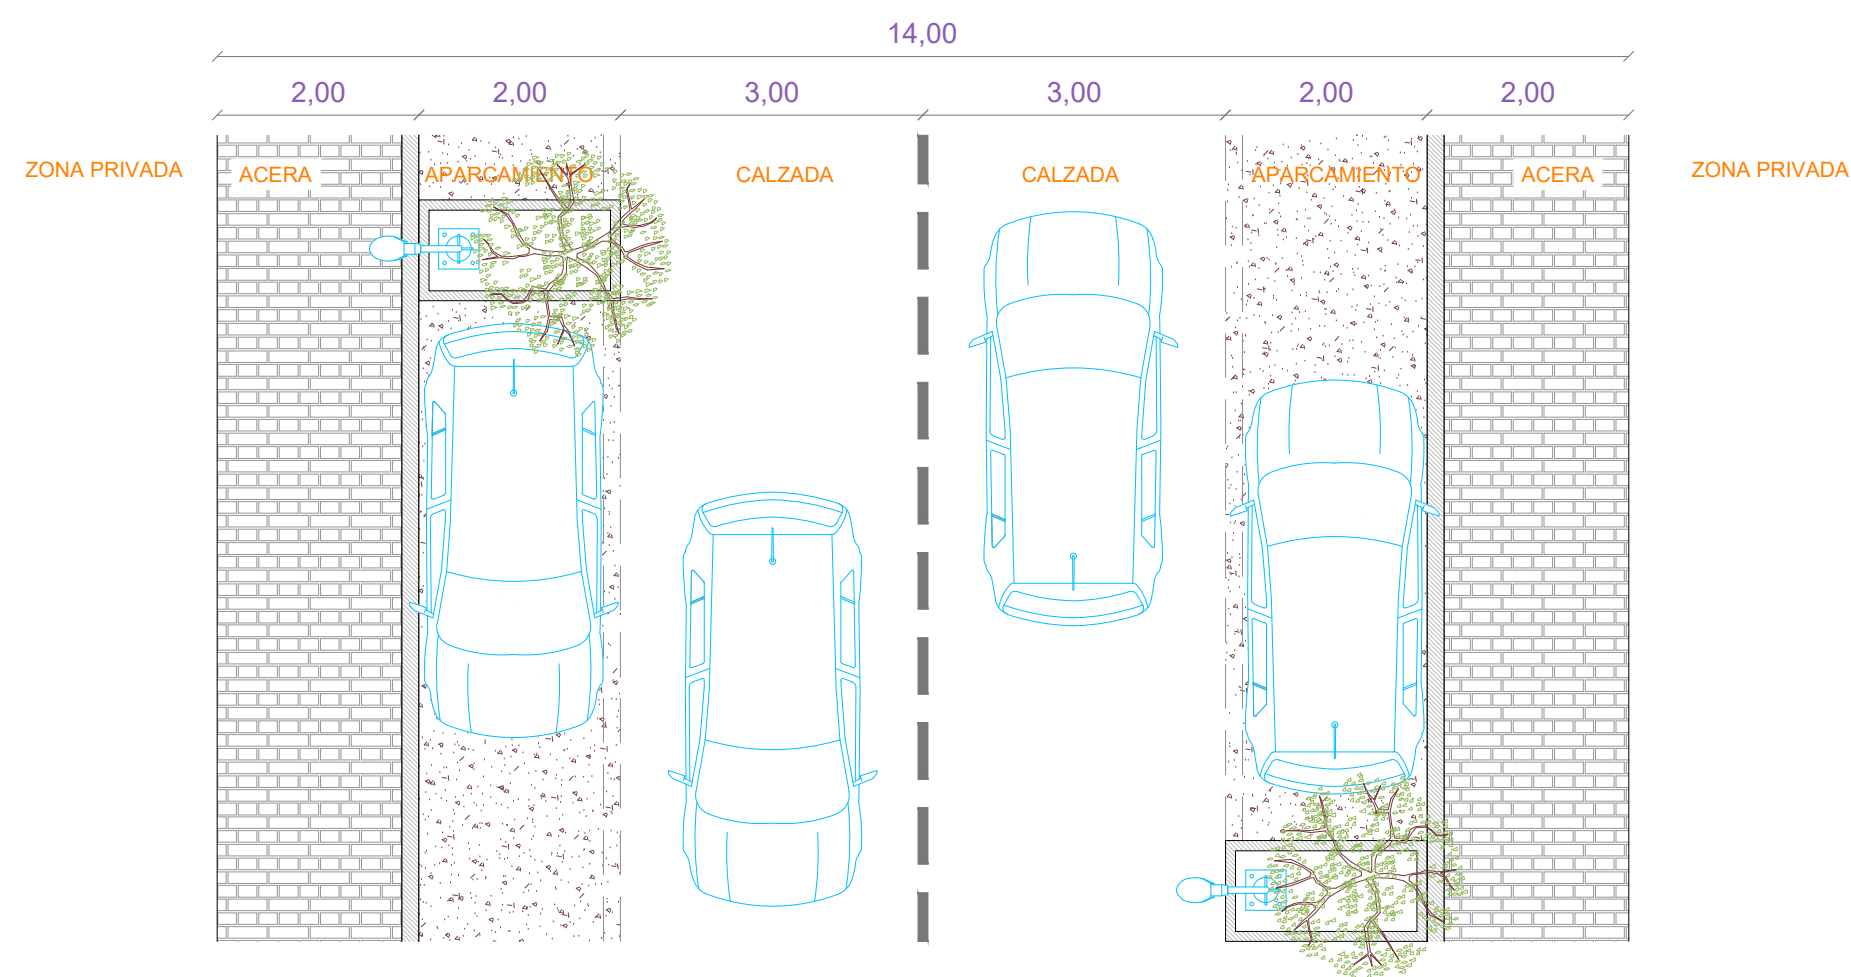 14,00
2,00 2,00 3,00 3,00 2,00 2,00
ZONA PRIVADA ACERA APARCAMIENTO CALZADA CALZADA APARCAMIENTO ACERA ZONA PRIVADA